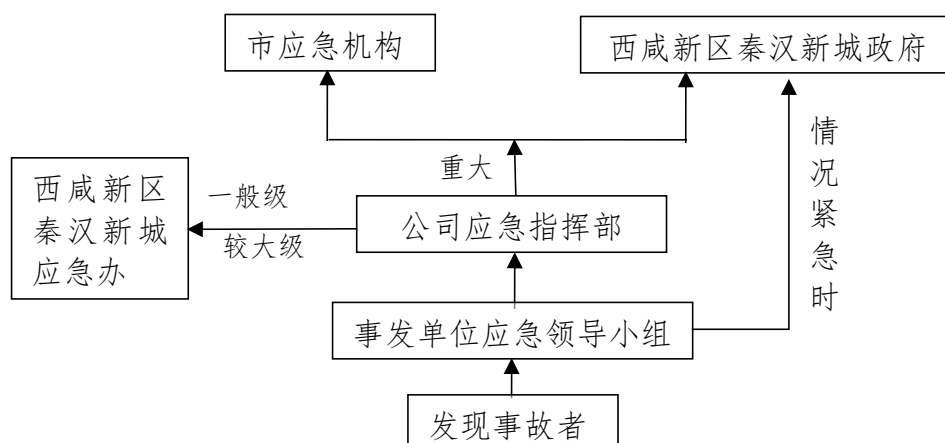 市应急机构
西咸新区秦汉新城政府
情况紧急时
重大
西咸新区
秦汉新城
应急办
一般级
较大级
公司应急指挥部
事发单位应急领导小组
发现事故者